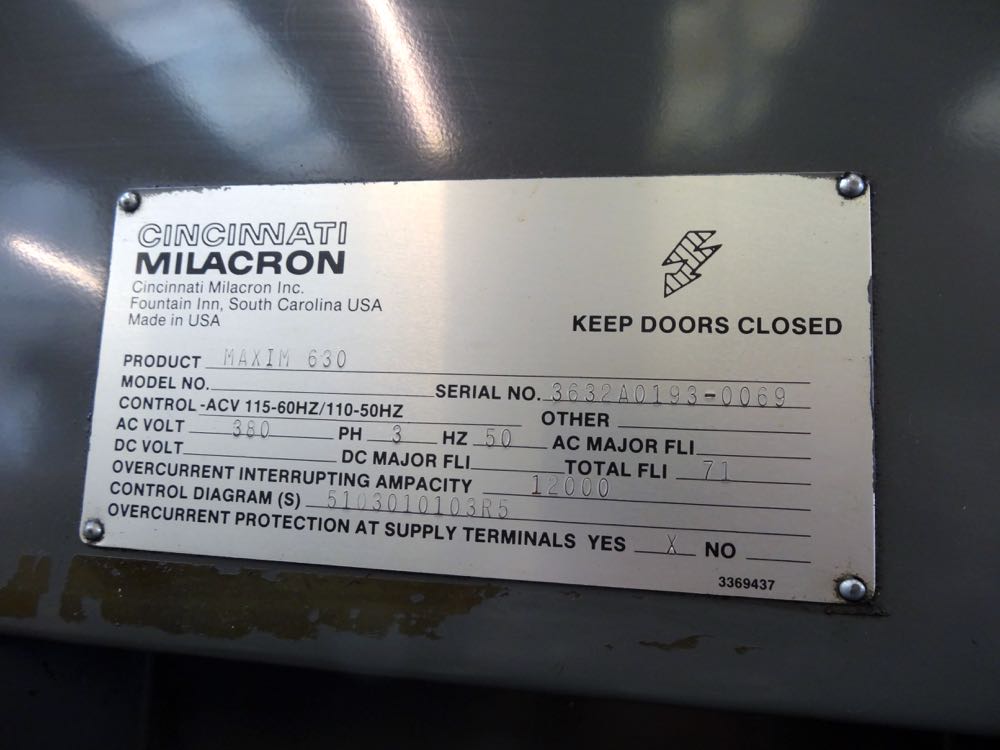 CINCINNATI
MILACRON
Cincinnati Milacron Inc.
Fountain Inn, South Carolina USA
Made in USA
KEEP DOORS CLOSED
PRODUCT MAXIM 630
MODEL NO. SERIAL NO. 3632A0193-0069
CONTROL -ACV 115-60HZ/110-50HZ OTHER
AC VOLT 380 PH 3 HZ 50 AC MAJOR FLI
DC VOLT DC MAJOR FLI TOTAL FLI 71
OVERCURRENT INTERRUPTING AMPACITY 12000
CONTROL DIAGRAM (S) 5103010103R5
OVERCURRENT PROTECTION AT SUPPLY TERMINALS YES X NO
3369437